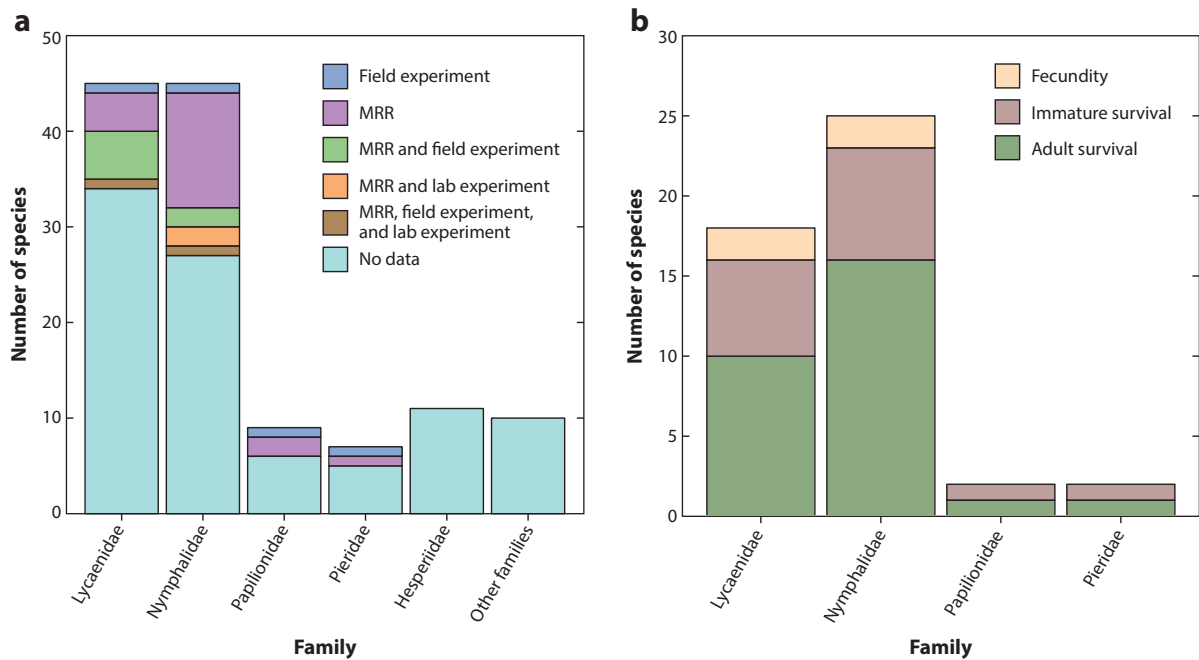 a
50
40
30
20
10
0
Number of species
Field experiment
MRR
MRR and field experiment
MRR and lab experiment
MRR, field experiment,
and lab experiment
No data
Lycaenidae
Nymphalidae
Papilionidae
Pieridae
Hesperiidae
Other families
Family
b
30
25
20
15
10
5
0
Number of species
Fecundity
Immature survival
Adult survival
Lycaenidae
Nymphalidae
Papilionidae
Pieridae
Family